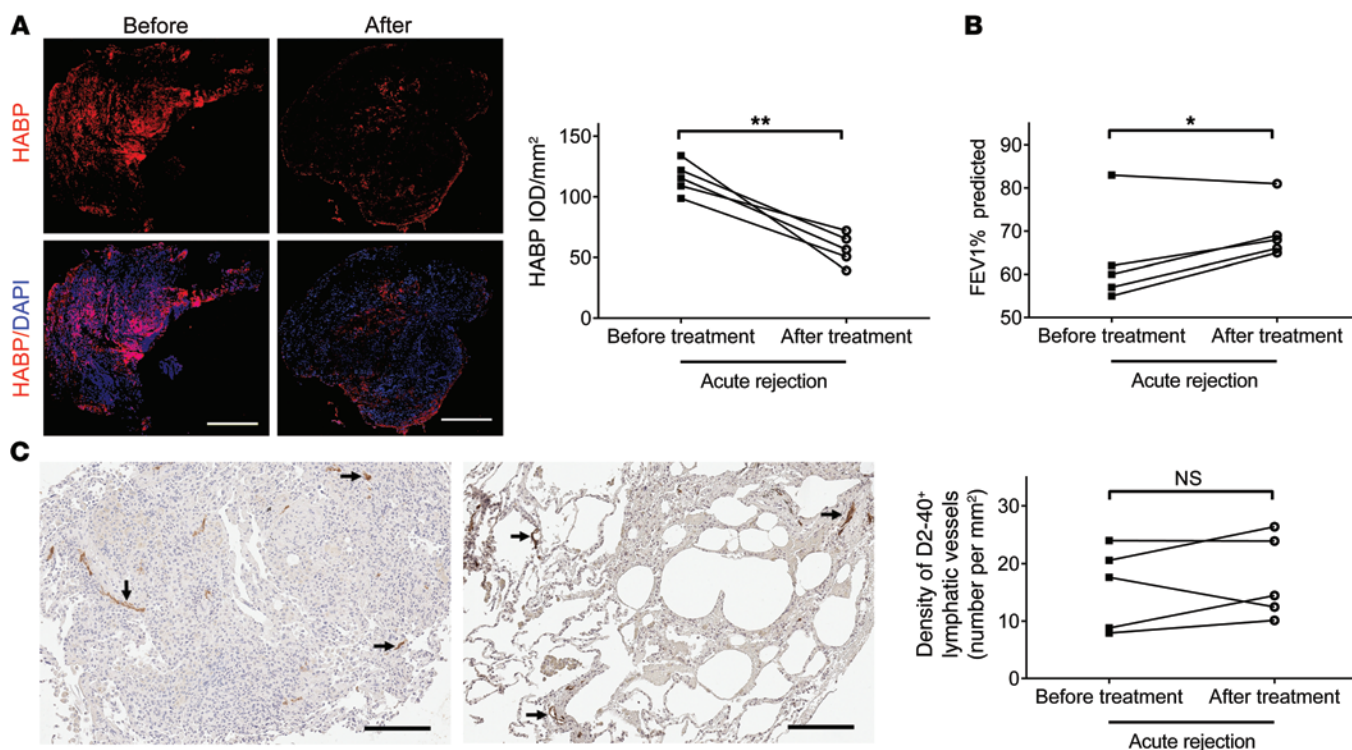 A
Before
After
HABP
HABP/DAPI
HABP IOD/mm²
150
100
50
0
**
Before treatment
After treatment
Acute rejection
B
FEV1% predicted
90
80
70
60
50
*
Before treatment
After treatment
Acute rejection
C
Density of D2-40⁺
lymphatic vessels
(number per mm²)
30
20
10
0
NS
Before treatment
After treatment
Acute rejection